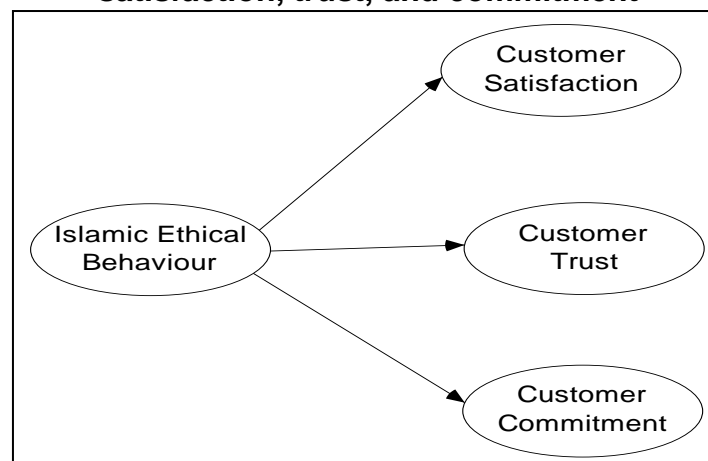 satisfaction, trust, and commitment
Customer
Satisfaction
Islamic Ethical
Behaviour
Customer
Trust
Customer
Commitment